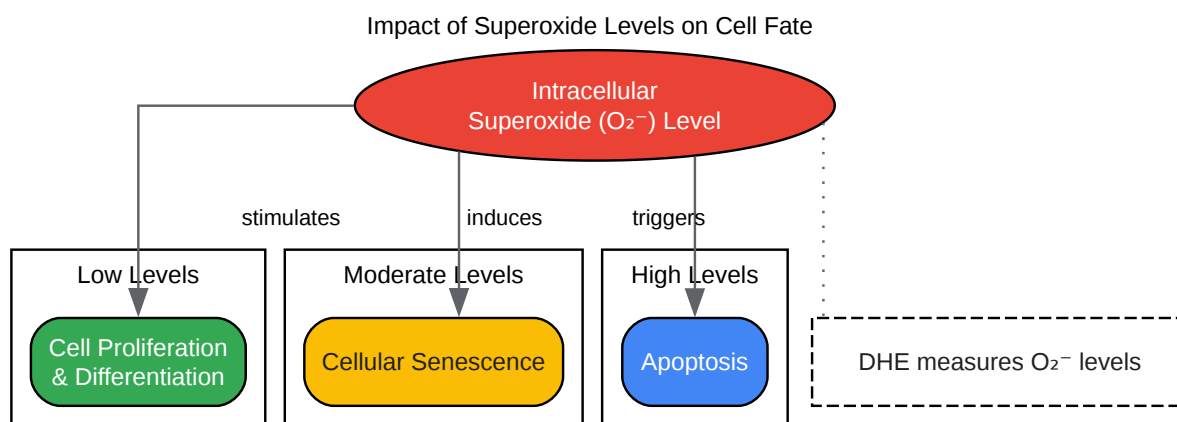 Impact of Superoxide Levels on Cell Fate
Intracellular
Superoxide (O₂⁻) Level
stimulates
induces
triggers
Low Levels
Moderate Levels
High Levels
Cell Proliferation
& Differentiation
Cellular Senescence
Apoptosis
DHE measures O₂⁻ levels